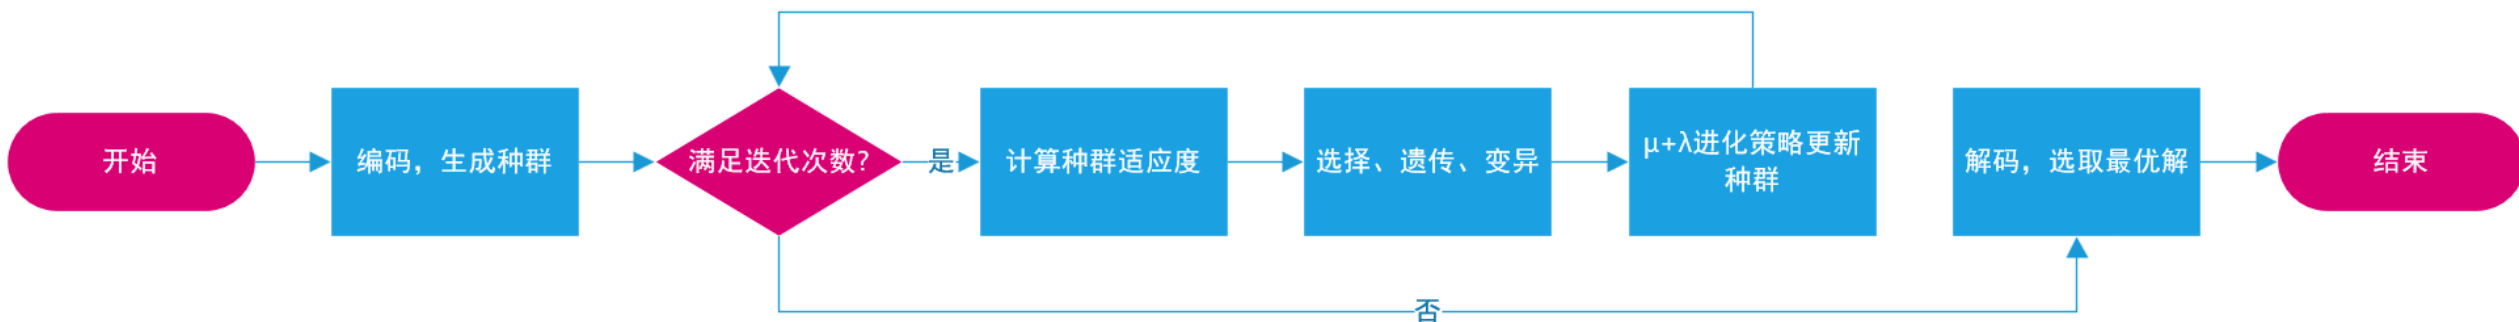 开始
编码，生成种群
满足迭代次数?
是
计算种群适应度
选择、遗传、变异
μ+λ进化策略更新
种群
解码，选取最优解
结束
否